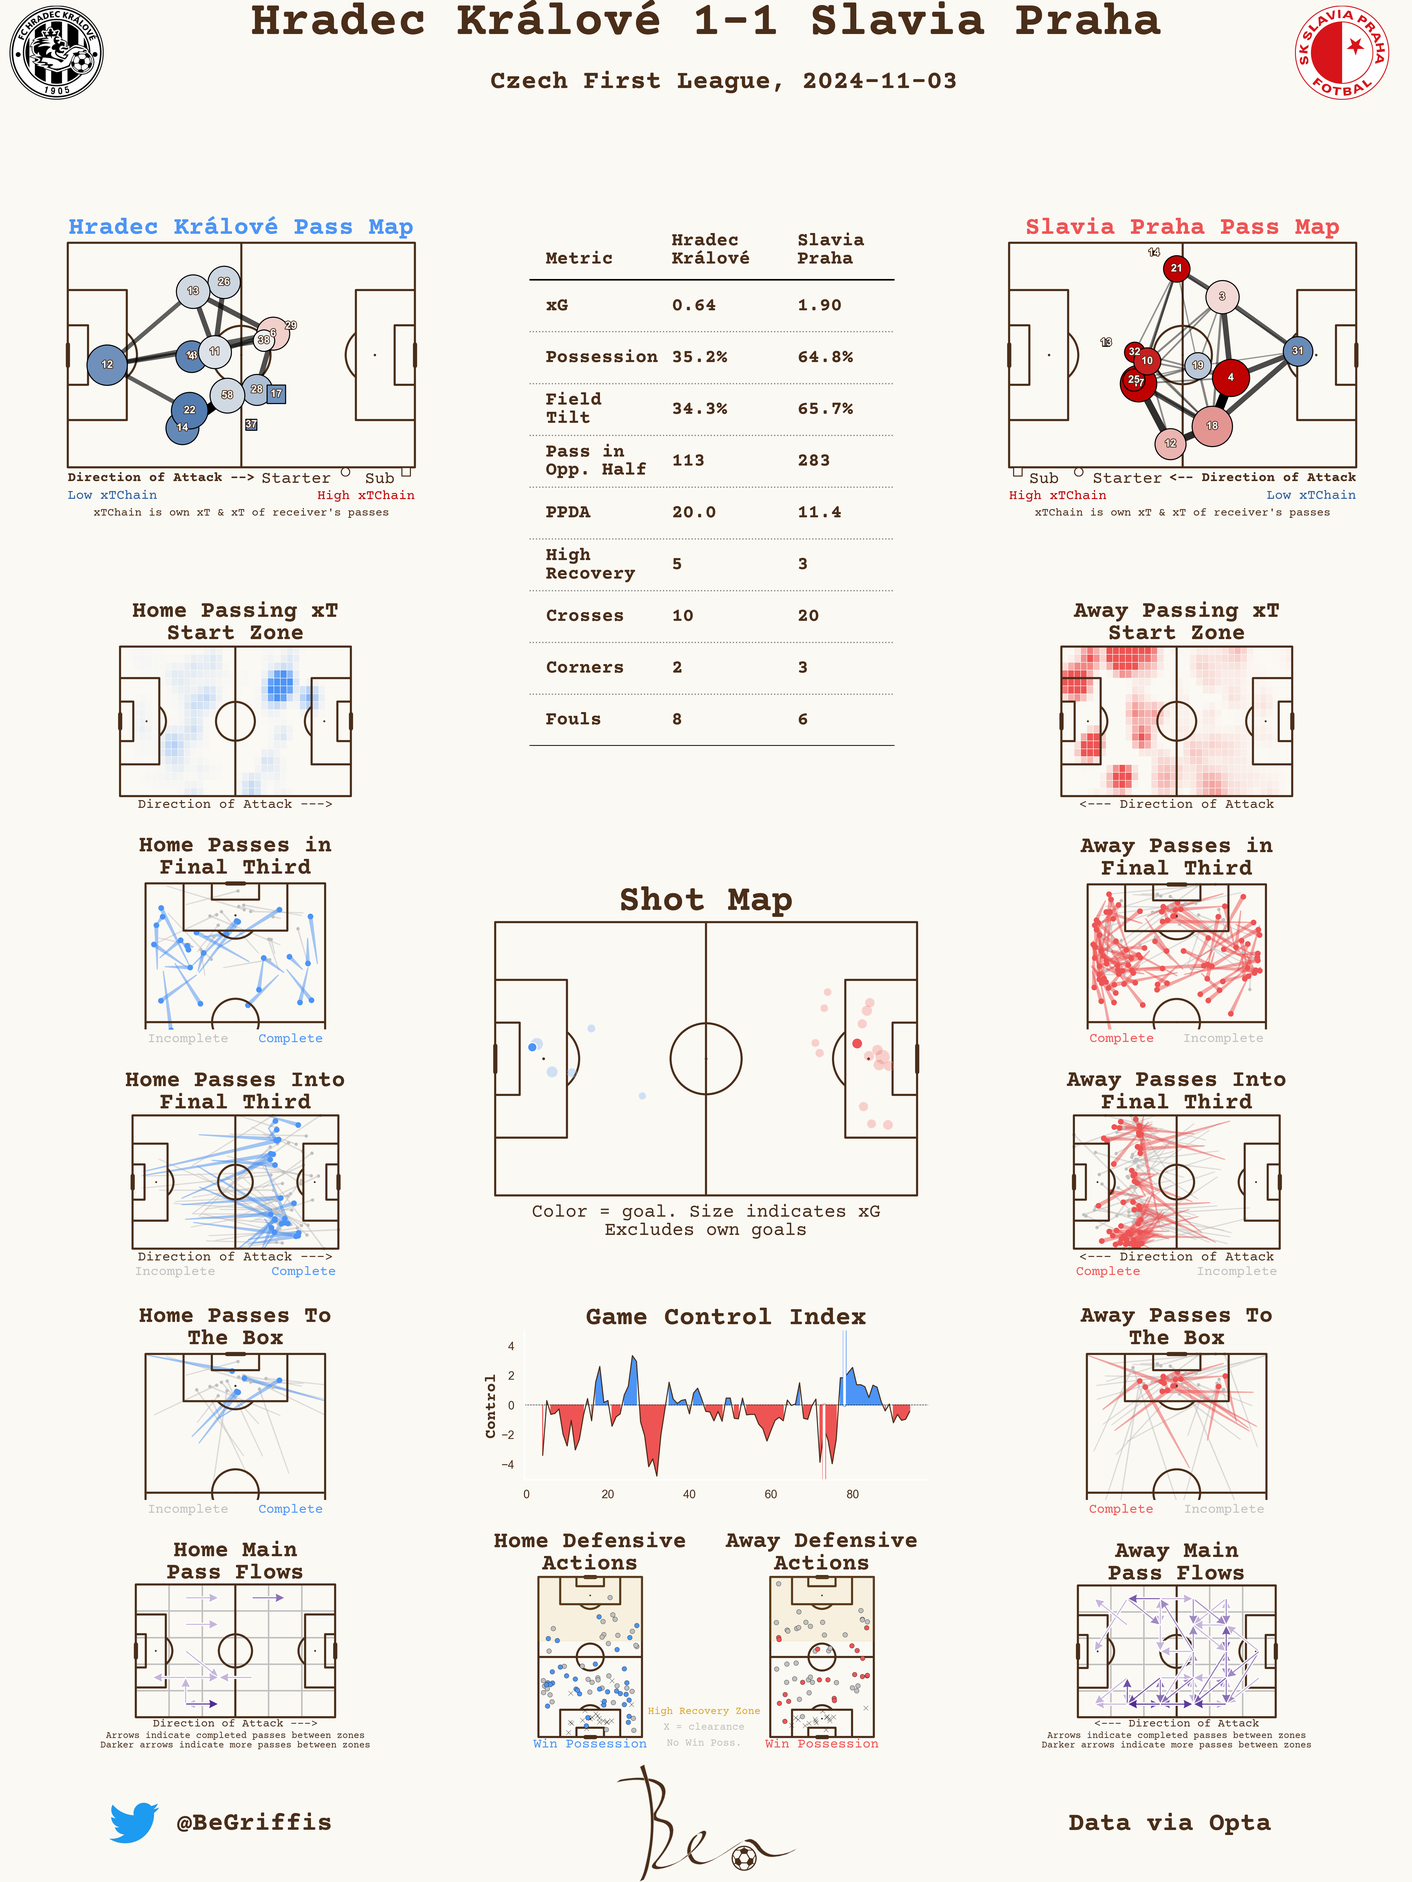 Hradec Králové 1-1 Slavia Praha
Czech First League, 2024-11-03
FC HRADEC KRÁLOVÉ
1905
SK SLAVIA PRAHA
FOTBAL
Hradec Králové Pass Map
13
26
29
6
38
11
12
58
28
17
22
14
37
Direction of Attack --> Starter Sub
Low xTChain High xTChain
xTChain is own xT & xT of receiver's passes
Metric Hradec Králové Slavia Praha
xG 0.64 1.90
Possession 35.2% 64.8%
Field Tilt 34.3% 65.7%
Pass in Opp. Half 113 283
PPDA 20.0 11.4
High Recovery 5 3
Crosses 10 20
Corners 2 3
Fouls 8 6
Slavia Praha Pass Map
14
21
3
13
32
10
19
31
25
17
4
18
12
Sub Starter <-- Direction of Attack
High xTChain Low xTChain
xTChain is own xT & xT of receiver's passes
Home Passing xT
Start Zone
Direction of Attack --->
Away Passing xT
Start Zone
<--- Direction of Attack
Home Passes in
Final Third
Incomplete Complete
Away Passes in
Final Third
Complete Incomplete
Shot Map
Color = goal. Size indicates xG
Excludes own goals
Home Passes Into
Final Third
Direction of Attack --->
Incomplete Complete
Away Passes Into
Final Third
<--- Direction of Attack
Complete Incomplete
Home Passes To
The Box
Incomplete Complete
Game Control Index
Control
4
2
0
−2
−4
0 20 40 60 80
Away Passes To
The Box
Complete Incomplete
Home Main
Pass Flows
Direction of Attack --->
Arrows indicate completed passes between zones
Darker arrows indicate more passes between zones
Home Defensive
Actions
Win Possession
Away Defensive
Actions
Win Possession
High Recovery Zone
X = clearance
No Win Poss.
Away Main
Pass Flows
<--- Direction of Attack
Arrows indicate completed passes between zones
Darker arrows indicate more passes between zones
@BeGriffis
Ben
Data via Opta